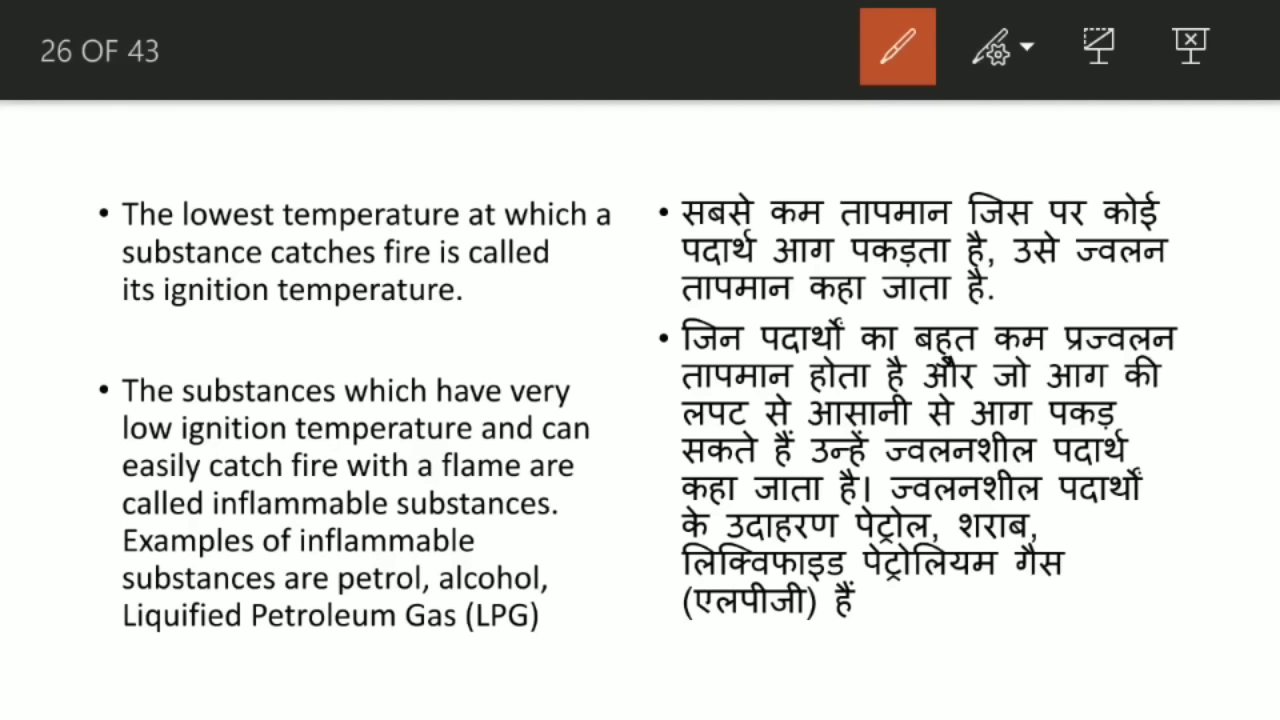 26 OF 43
• The lowest temperature at which a
substance catches fire is called
its ignition temperature.
• The substances which have very
low ignition temperature and can
easily catch fire with a flame are
called inflammable substances.
Examples of inflammable
substances are petrol, alcohol,
Liquified Petroleum Gas (LPG)
• सबसे कम तापमान जिस पर कोई
पदार्थ आग पकड़ता है, उसे ज्वलन
तापमान कहा जाता है.
• जिन पदार्थों का बहुत कम प्रज्वलन
तापमान होता है और जो आग की
लपट से आसानी से आग पकड़
सकते हैं उन्हें ज्वलनशील पदार्थ
कहा जाता है। ज्वलनशील पदार्थों
के उदाहरण पेट्रोल, शराब,
लिक्विफाइड पेट्रोलियम गैस
(एलपीजी) हैं